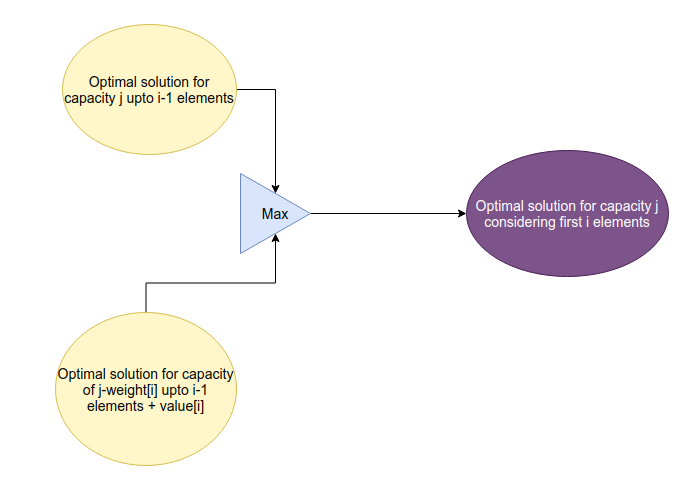 Optimal solution for
capacity j upto i-1 elements
Max
Optimal solution for capacity j
considering first i elements
Optimal solution for capacity
of j-weight[i] upto i-1
elements + value[i]